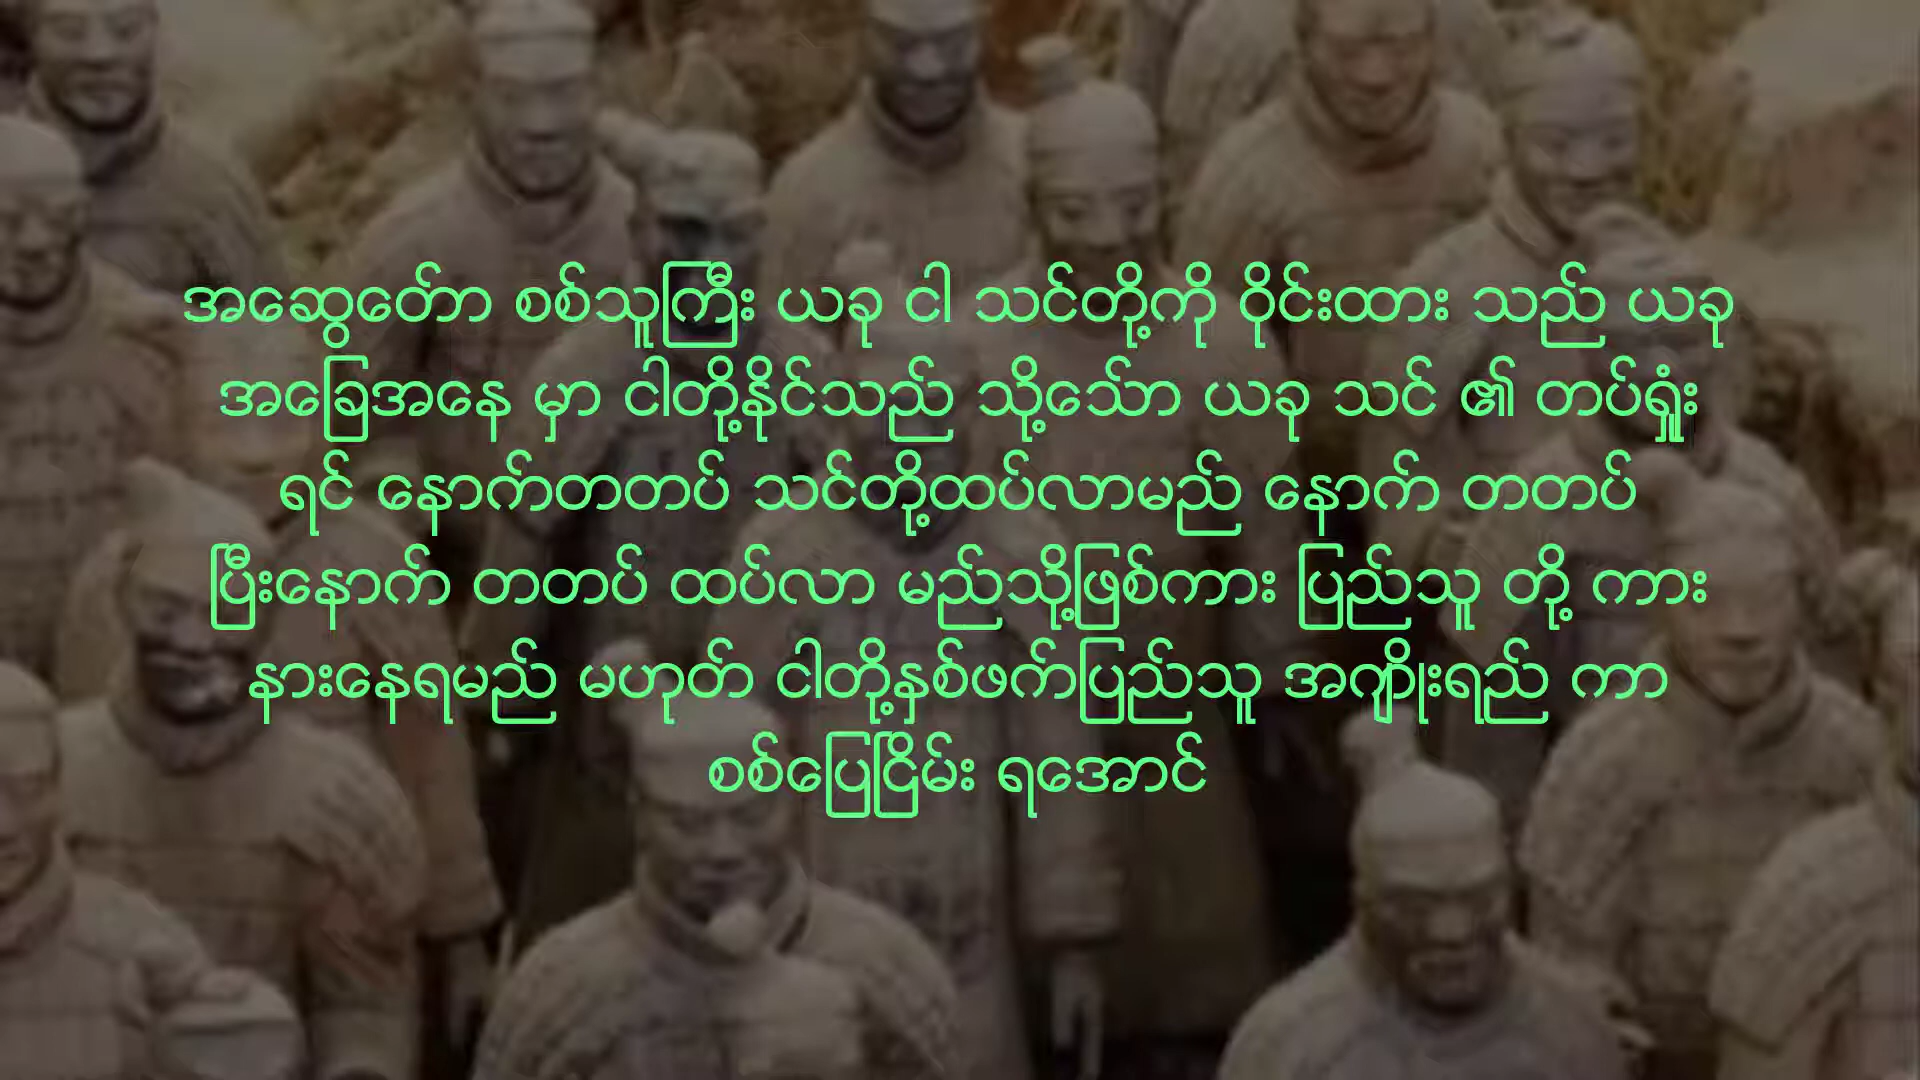 အဆွေတော် စစ်သူကြီး ယခု ငါ သင်တို့ကို ဝိုင်းထား သည် ယခု
အခြေအနေ မှာ ငါတို့နိုင်သည် သို့သော် ယခု သင် ၏ တပ်ရှုံး
ရင် နောက်တတပ် သင်တို့ထပ်လာမည် နောက် တတပ်
ပြီးနောက် တတပ် ထပ်လာ မည်သို့ဖြစ်ကား ပြည်သူ တို့ ကား
နားနေရမည် မဟုတ် ငါတို့နှစ်ဖက်ပြည်သူ အကျိုးရည် ကာ
စစ်ပြေငြိမ်း ရအောင်